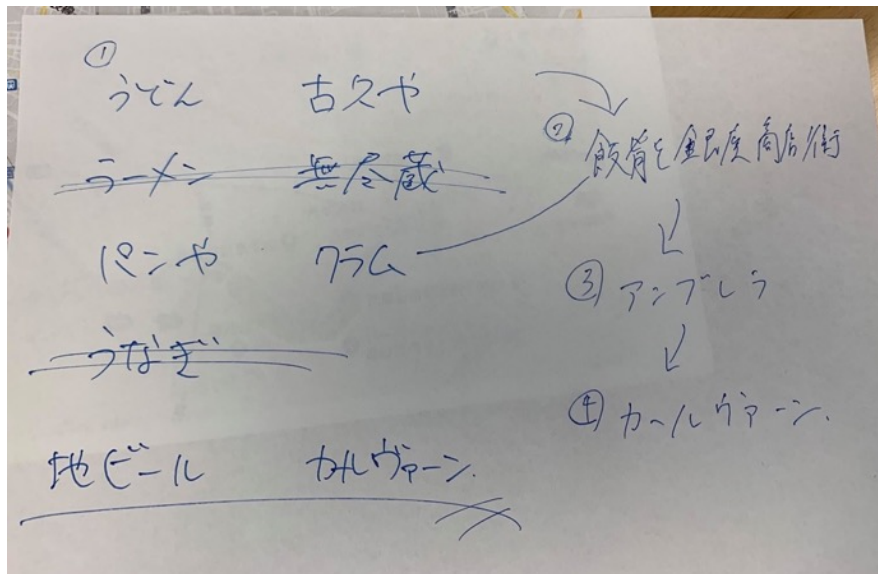 ①
うどん 古久や
ラーメン 無尽蔵
パンや クラム
うなぎ
地ビール カールヴァーン.
② 飯能銀座商店街
③ アンブレラ
④ カールヴァーン.